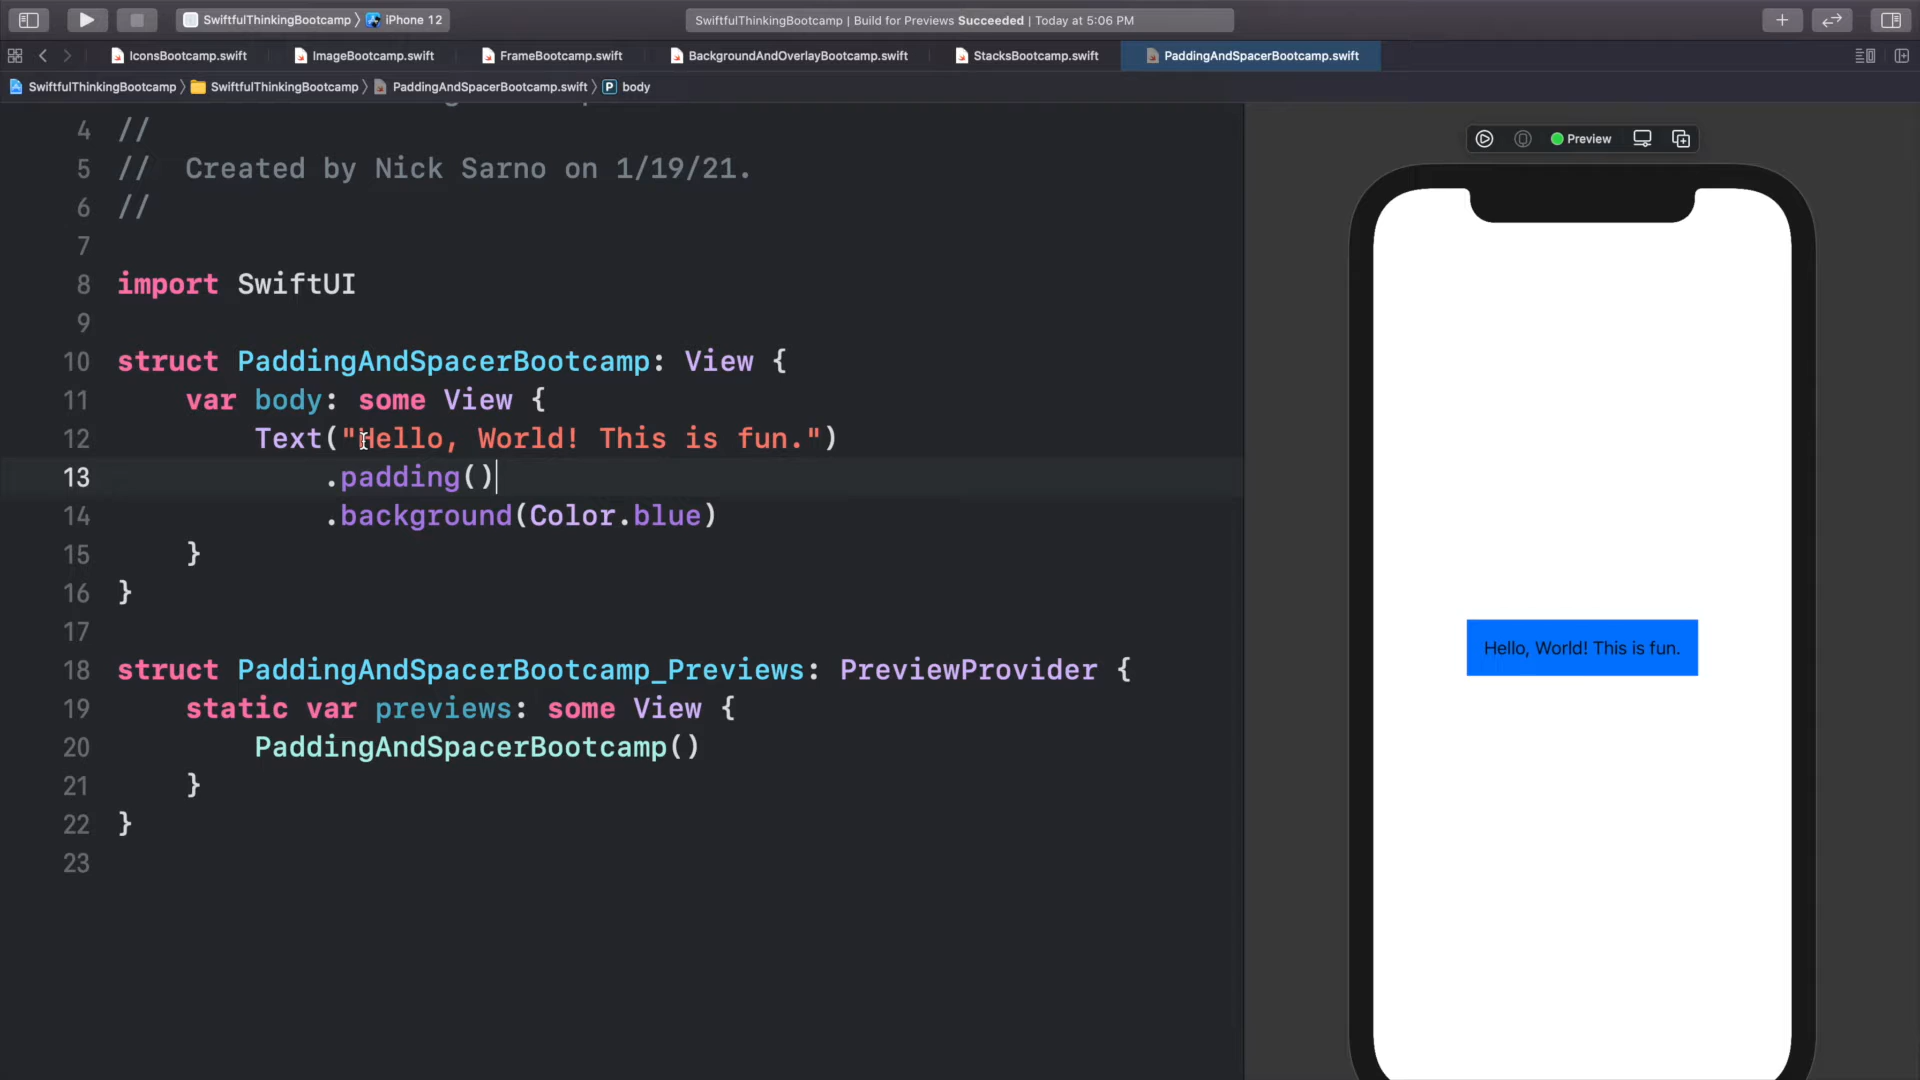 SwiftfulThinkingBootcamp 〉 iPhone 12
SwiftfulThinkingBootcamp | Build for Previews Succeeded | Today at 5:06 PM
IconsBootcamp.swift
ImageBootcamp.swift
FrameBootcamp.swift
BackgroundAndOverlayBootcamp.swift
StacksBootcamp.swift
PaddingAndSpacerBootcamp.swift
SwiftfulThinkingBootcamp 〉 SwiftfulThinkingBootcamp 〉 PaddingAndSpacerBootcamp.swift 〉 P body
4 //
5 //  Created by Nick Sarno on 1/19/21.
6 //
7
8 import SwiftUI
9
10 struct PaddingAndSpacerBootcamp: View {
11     var body: some View {
12         Text("Hello, World! This is fun.")
13             .padding()
14             .background(Color.blue)
15     }
16 }
17
18 struct PaddingAndSpacerBootcamp_Previews: PreviewProvider {
19     static var previews: some View {
20         PaddingAndSpacerBootcamp()
21     }
22 }
23
Preview
Hello, World! This is fun.